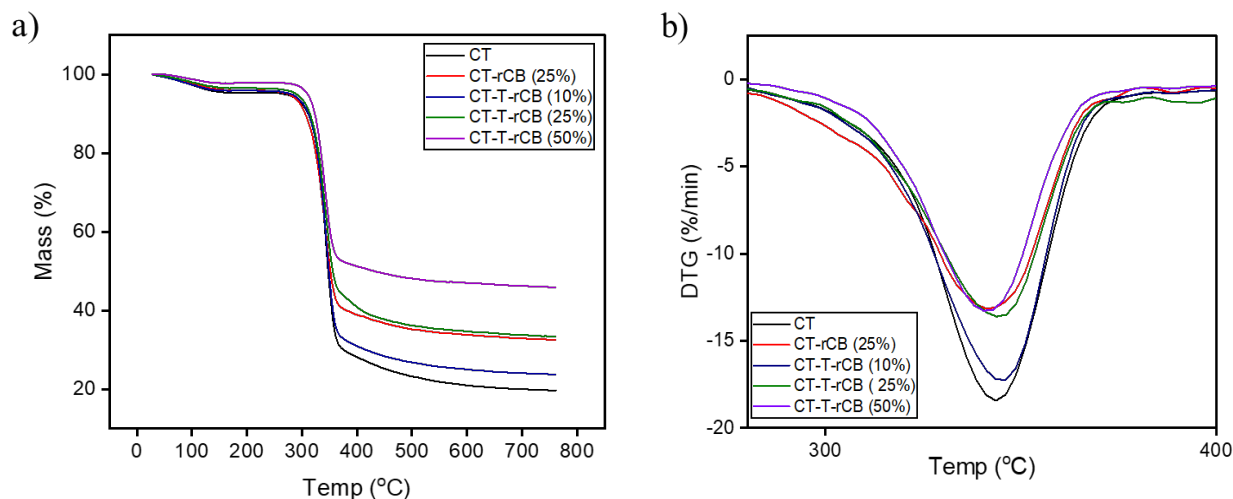 a)
100
80
60
40
20
Mass (%)
0 100 200 300 400 500 600 700 800
Temp (°C)
CT
CT-rCB (25%)
CT-T-rCB (10%)
CT-T-rCB (25%)
CT-T-rCB (50%)
b)
0
-5
-10
-15
-20
DTG (%/min)
300 400
Temp (°C)
CT
CT-rCB (25%)
CT-T-rCB (10%)
CT-T-rCB ( 25%)
CT-T-rCB (50%)